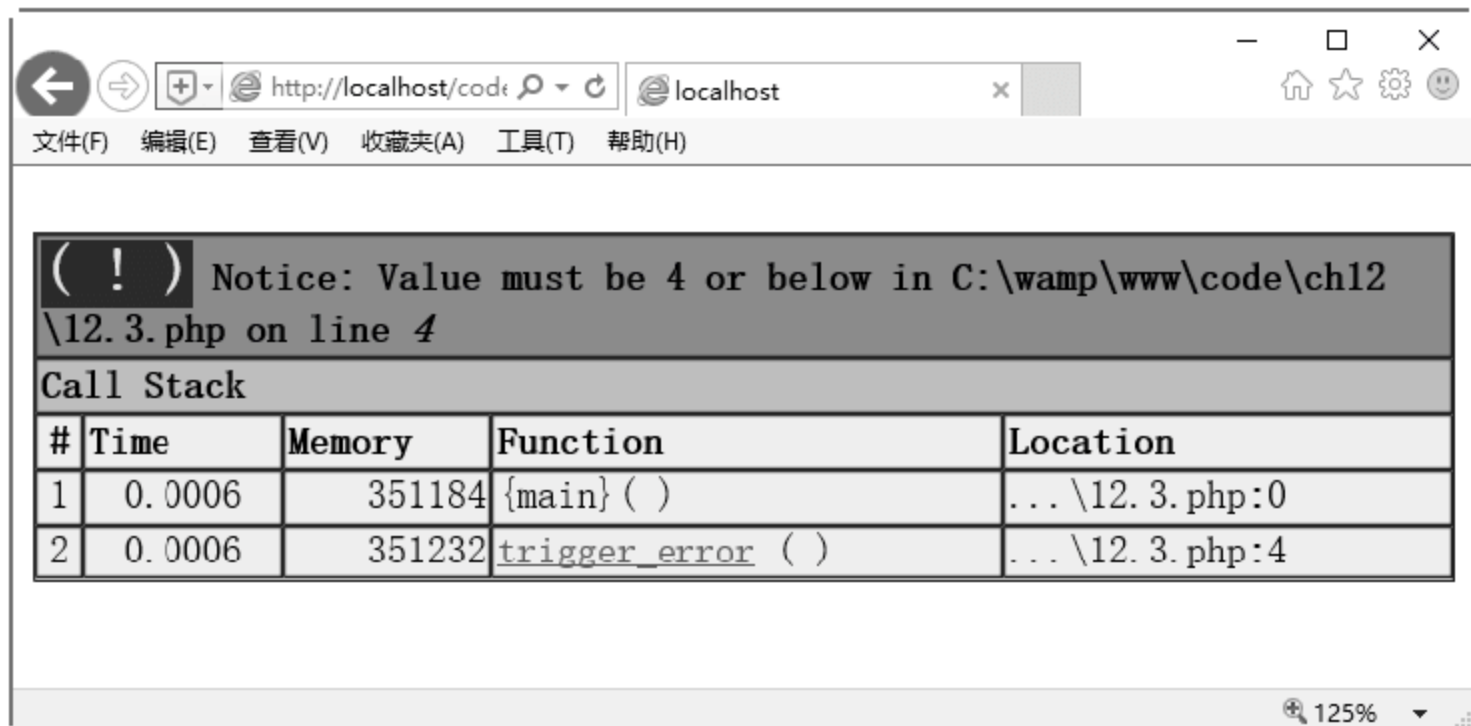 http://localhost/code
localhost
文件(F) 编辑(E) 查看(V) 收藏夹(A) 工具(T) 帮助(H)
( ! ) Notice: Value must be 4 or below in C:\wamp\www\code\ch12
\12.3.php on line 4
Call Stack
# Time Memory Function Location
1 0.0006 351184 {main}( ) ...\12.3.php:0
2 0.0006 351232 trigger_error ( ) ...\12.3.php:4
125%